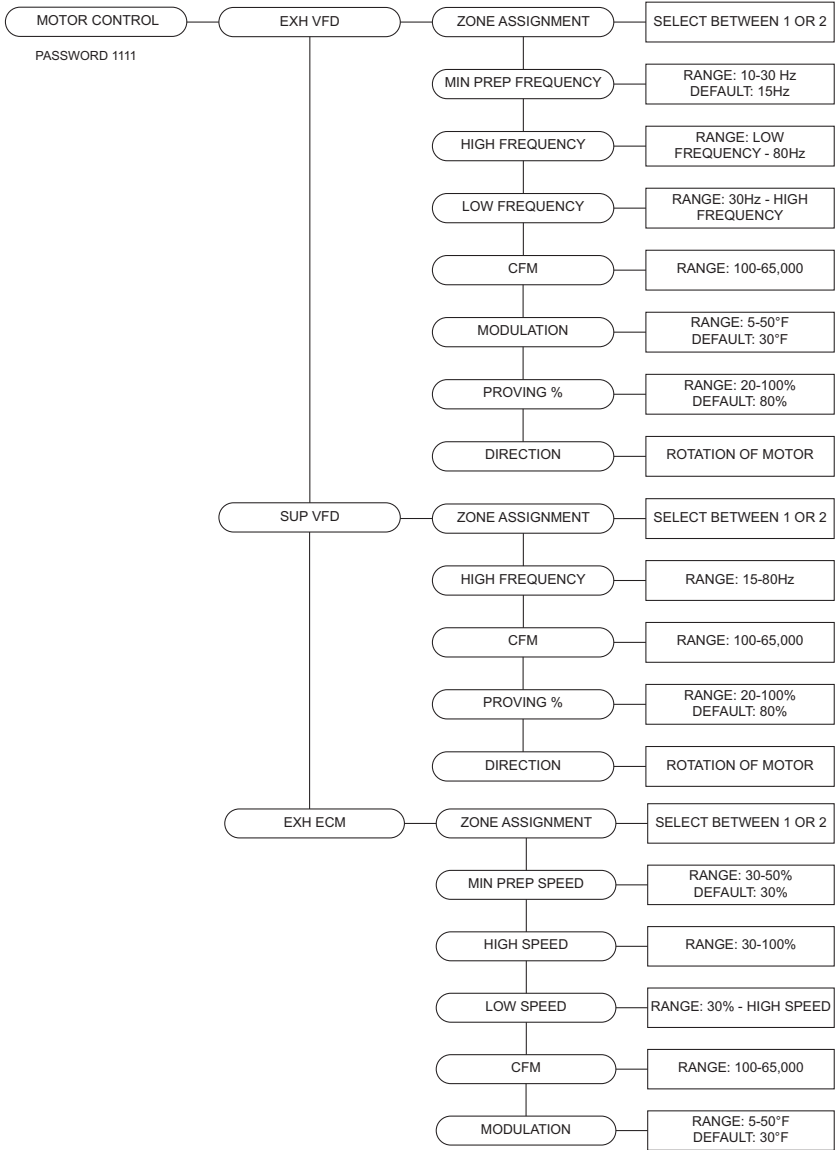 MOTOR CONTROL
PASSWORD 1111
EXH VFD
ZONE ASSIGNMENT
SELECT BETWEEN 1 OR 2
MIN PREP FREQUENCY
RANGE: 10-30 Hz
DEFAULT: 15Hz
HIGH FREQUENCY
RANGE: LOW
FREQUENCY - 80Hz
LOW FREQUENCY
RANGE: 30Hz - HIGH
FREQUENCY
CFM
RANGE: 100-65,000
MODULATION
RANGE: 5-50°F
DEFAULT: 30°F
PROVING %
RANGE: 20-100%
DEFAULT: 80%
DIRECTION
ROTATION OF MOTOR
SUP VFD
ZONE ASSIGNMENT
SELECT BETWEEN 1 OR 2
HIGH FREQUENCY
RANGE: 15-80Hz
CFM
RANGE: 100-65,000
PROVING %
RANGE: 20-100%
DEFAULT: 80%
DIRECTION
ROTATION OF MOTOR
EXH ECM
ZONE ASSIGNMENT
SELECT BETWEEN 1 OR 2
MIN PREP SPEED
RANGE: 30-50%
DEFAULT: 30%
HIGH SPEED
RANGE: 30-100%
LOW SPEED
RANGE: 30% - HIGH SPEED
CFM
RANGE: 100-65,000
MODULATION
RANGE: 5-50°F
DEFAULT: 30°F